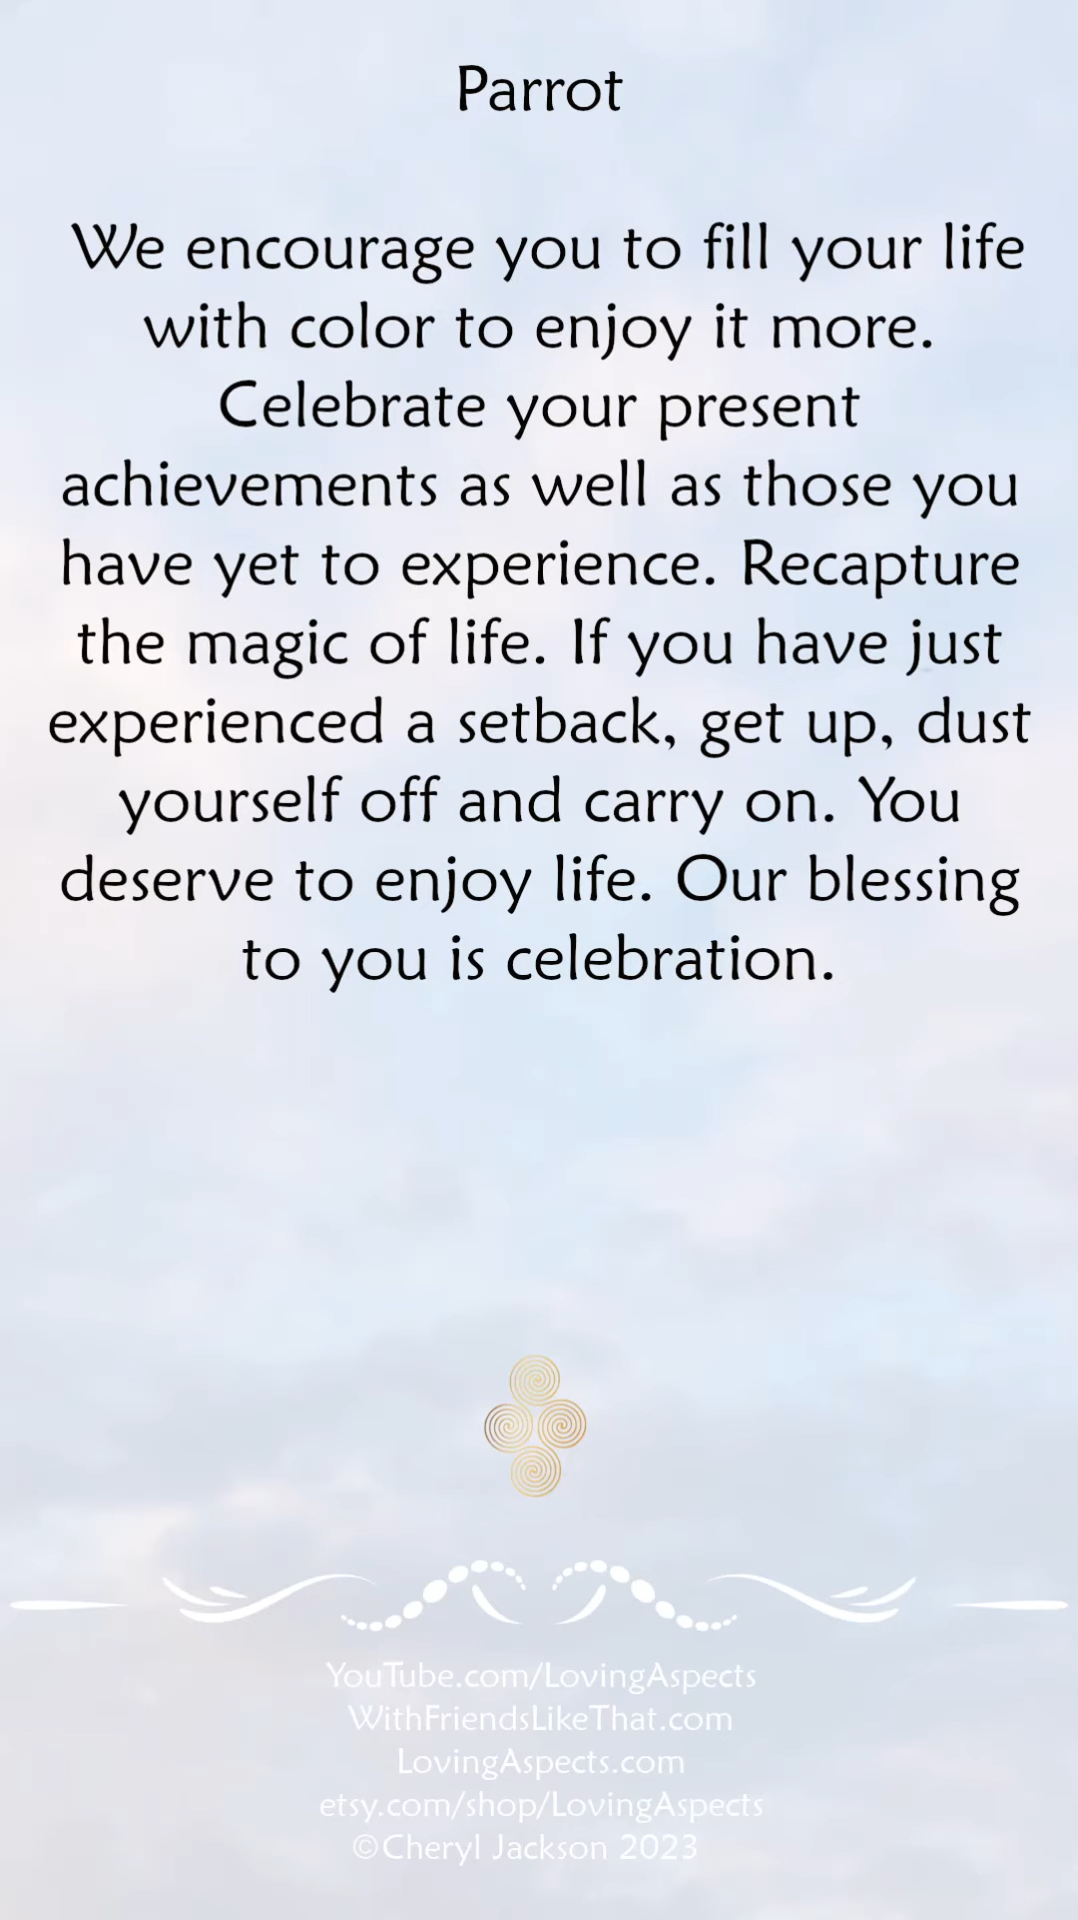 Parrot
We encourage you to fill your life
with color to enjoy it more.
Celebrate your present
achievements as well as those you
have yet to experience. Recapture
the magic of life. If you have just
experienced a setback, get up, dust
yourself off and carry on. You
deserve to enjoy life. Our blessing
to you is celebration.
YouTube.com/LovingAspects
WithFriendsLikeThat.com
LovingAspects.com
etsy.com/shop/LovingAspects
©Cheryl Jackson 2023